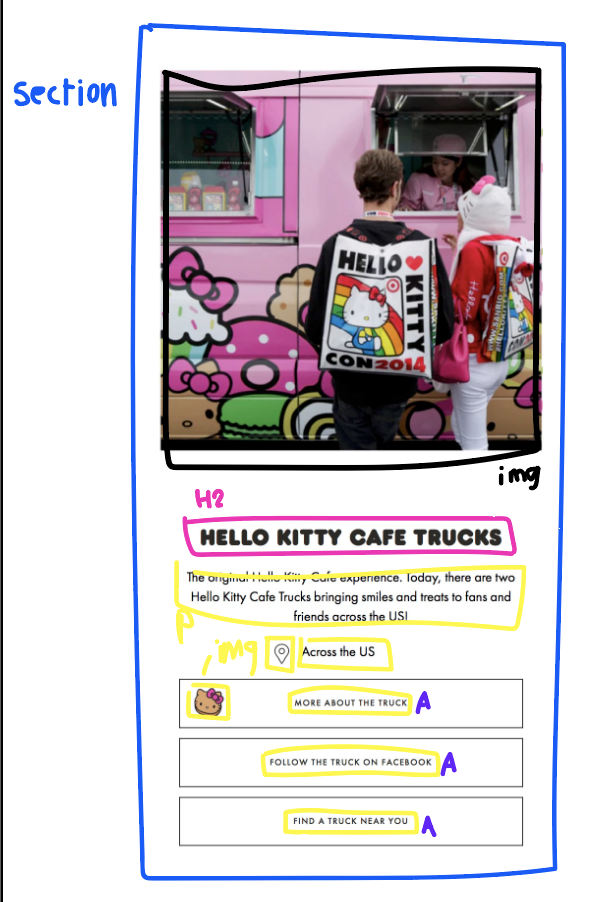 section
HELLO ♥ KITTY
CON 2014
img
H2
HELLO KITTY CAFE TRUCKS
The original Hello Kitty Cafe experience. Today, there are two
Hello Kitty Cafe Trucks bringing smiles and treats to fans and
friends across the US!
P
, img
Across the US
MORE ABOUT THE TRUCK A
FOLLOW THE TRUCK ON FACEBOOK A
FIND A TRUCK NEAR YOU A